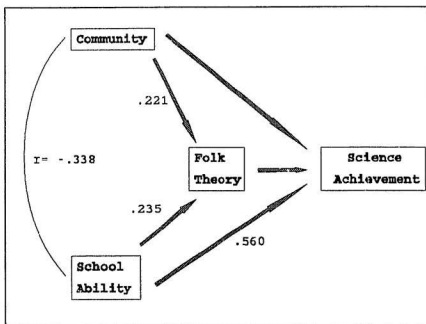 Community
.221
r= -.338
Folk
Theory
Science
Achievement
.235
.560
School
Ability